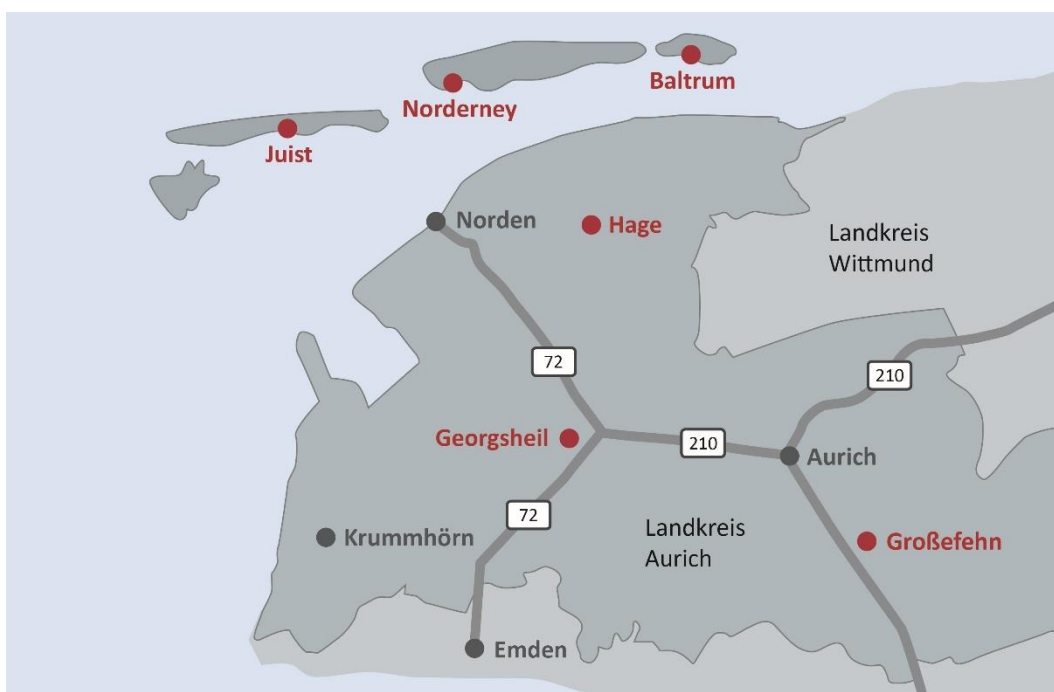 Baltrum
Norderney
Juist
Norden
Hage
Landkreis
Wittmund
72
210
Georgsheil
210
Aurich
72
Krummhörn
Landkreis
Aurich
Großefehn
Emden